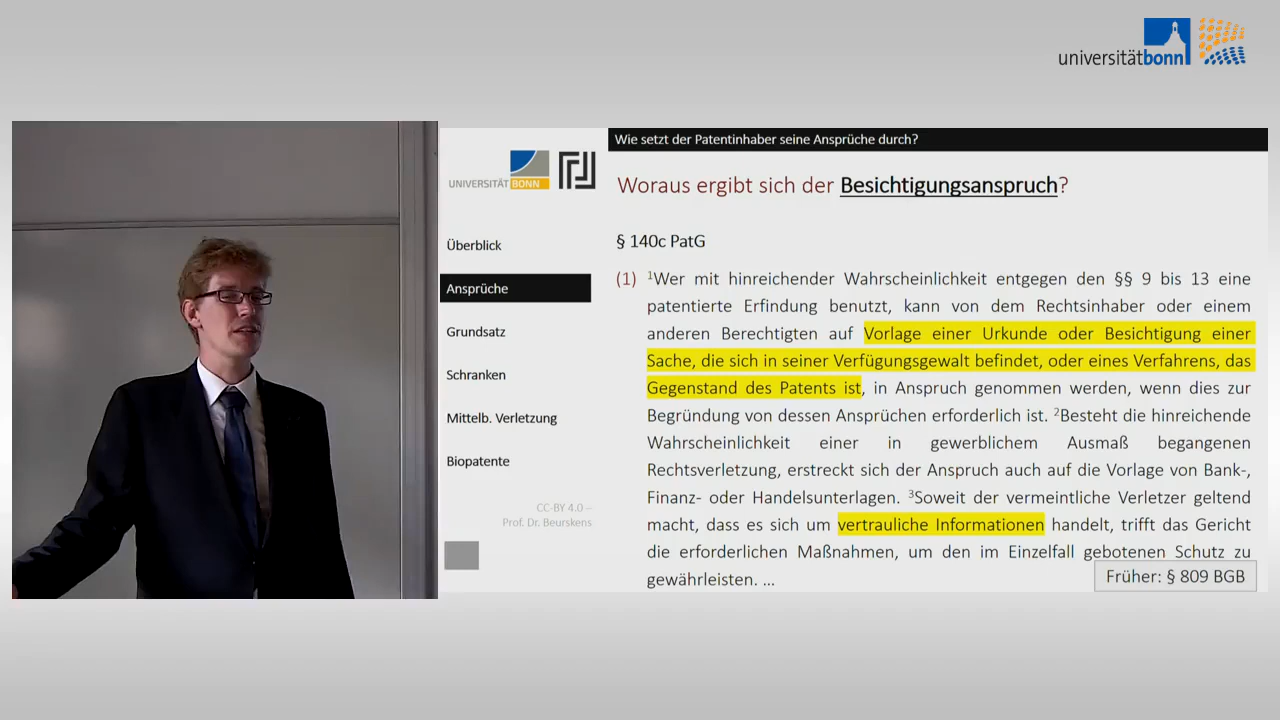 universitätbonn
UNIVERSITÄT BONN
Überblick
Ansprüche
Grundsatz
Schranken
Mittelb. Verletzung
Biopatente
CC-BY 4.0 –
Prof. Dr. Beurskens
Wie setzt der Patentinhaber seine Ansprüche durch?
Woraus ergibt sich der Besichtigungsanspruch?
§ 140c PatG
(1) ¹Wer mit hinreichender Wahrscheinlichkeit entgegen den §§ 9 bis 13 eine
patentierte Erfindung benutzt, kann von dem Rechtsinhaber oder einem
anderen Berechtigten auf Vorlage einer Urkunde oder Besichtigung einer
Sache, die sich in seiner Verfügungsgewalt befindet, oder eines Verfahrens, das
Gegenstand des Patents ist, in Anspruch genommen werden, wenn dies zur
Begründung von dessen Ansprüchen erforderlich ist. ²Besteht die hinreichende
Wahrscheinlichkeit einer in gewerblichem Ausmaß begangenen
Rechtsverletzung, erstreckt sich der Anspruch auch auf die Vorlage von Bank-,
Finanz- oder Handelsunterlagen. ³Soweit der vermeintliche Verletzer geltend
macht, dass es sich um vertrauliche Informationen handelt, trifft das Gericht
die erforderlichen Maßnahmen, um den im Einzelfall gebotenen Schutz zu
gewährleisten. ...
Früher: § 809 BGB